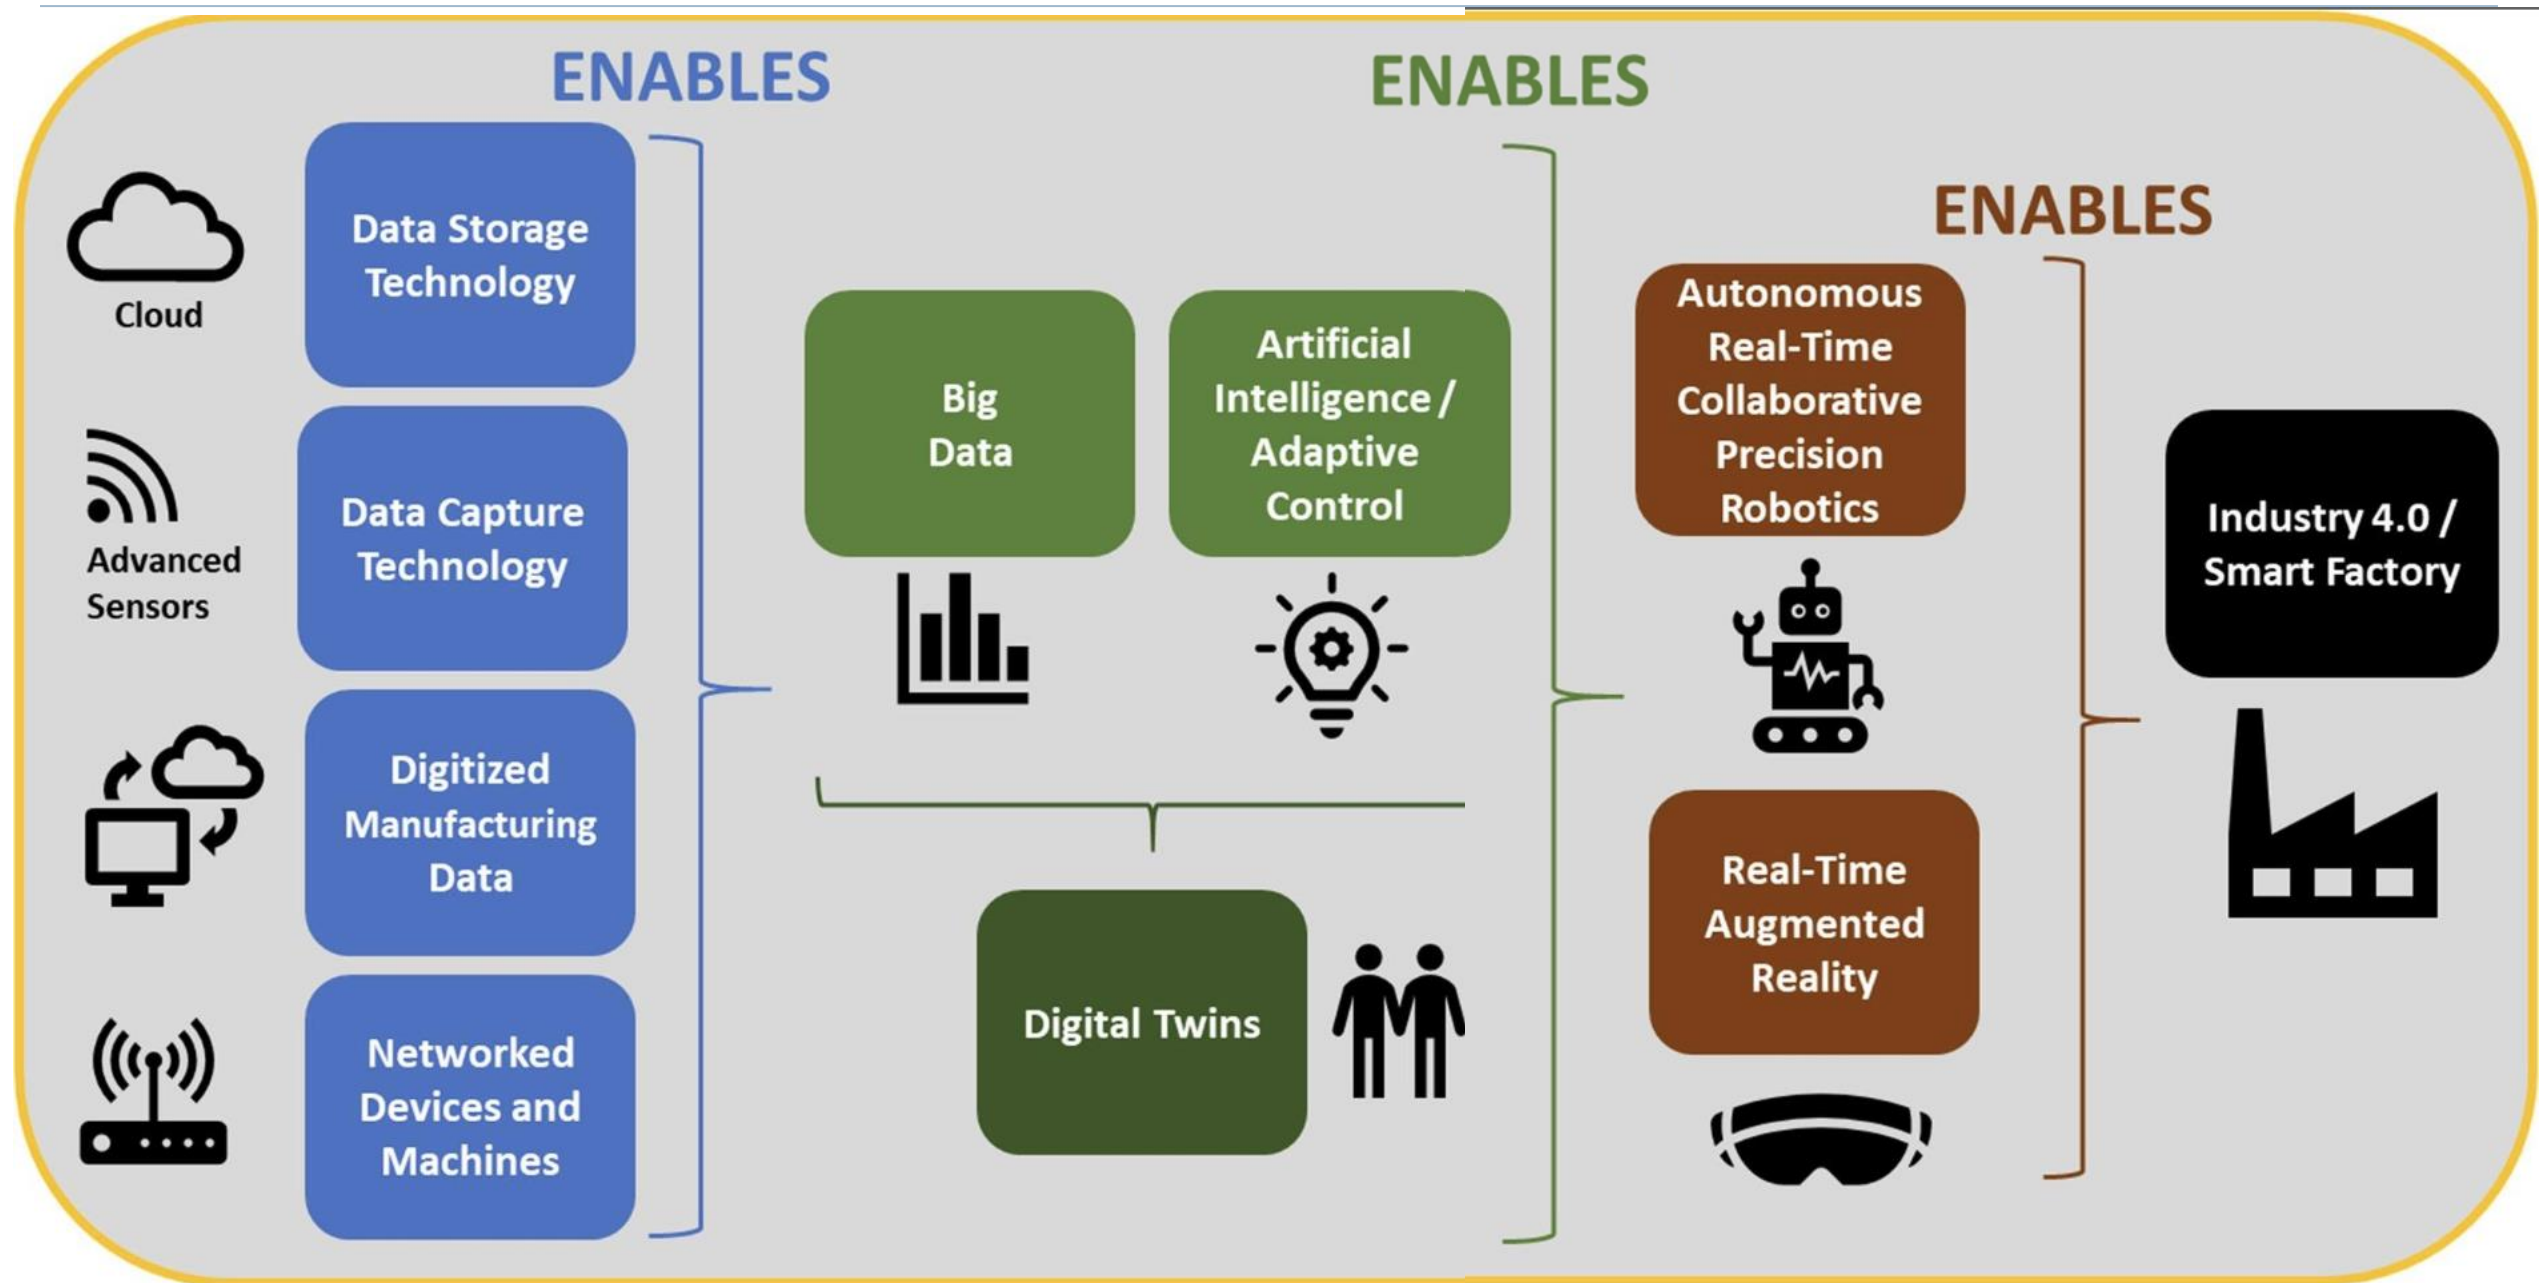 ENABLES
ENABLES
ENABLES
Cloud
Data Storage
Technology
Advanced
Sensors
Data Capture
Technology
Digitized
Manufacturing
Data
Networked
Devices and
Machines
Big
Data
Artificial
Intelligence /
Adaptive
Control
Digital Twins
Autonomous
Real-Time
Collaborative
Precision
Robotics
Real-Time
Augmented
Reality
Industry 4.0 /
Smart Factory